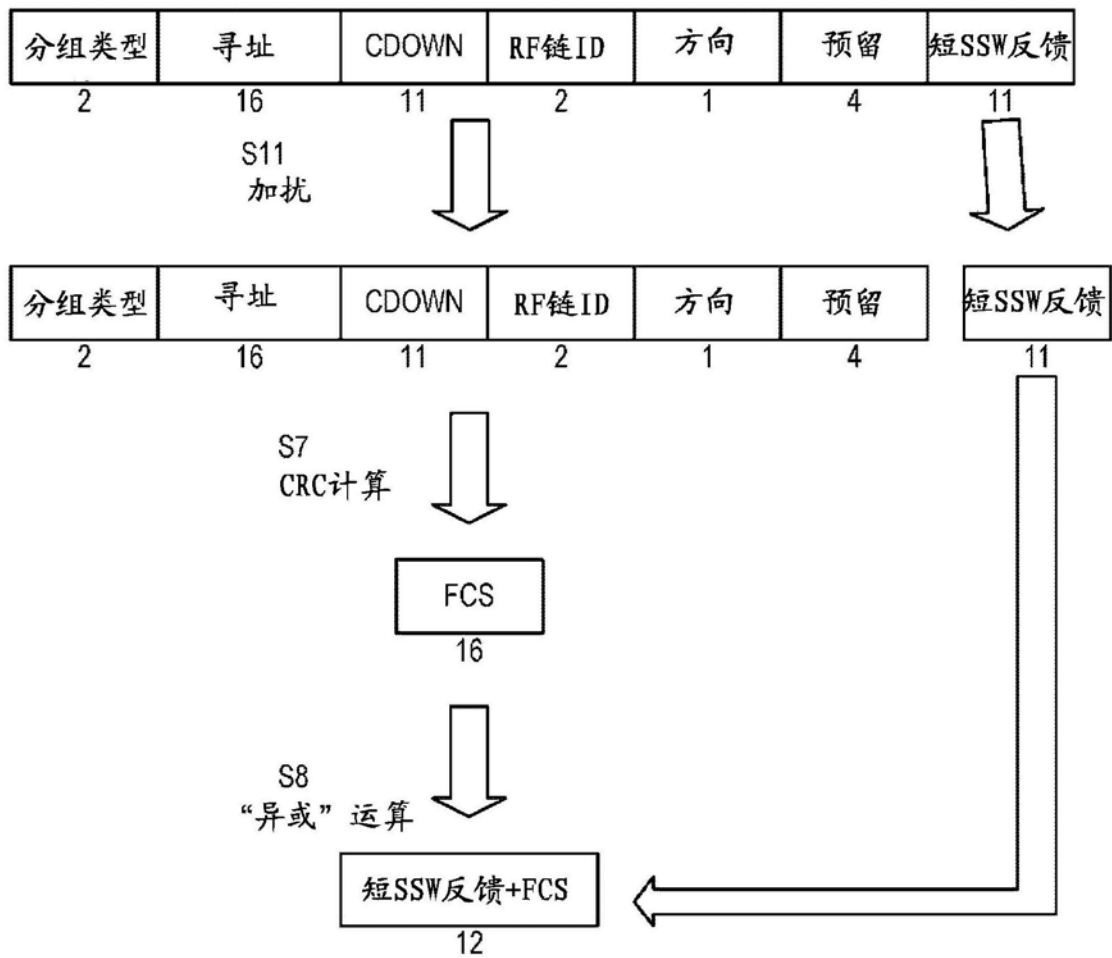 分组类型 寻址 CDOWN RF链ID 方向 预留 短SSW反馈
2 16 11 2 1 4 11
S11
加扰
分组类型 寻址 CDOWN RF链ID 方向 预留 短SSW反馈
2 16 11 2 1 4 11
S7
CRC计算
FCS
16
S8
“异或”运算
短SSW反馈+FCS
12